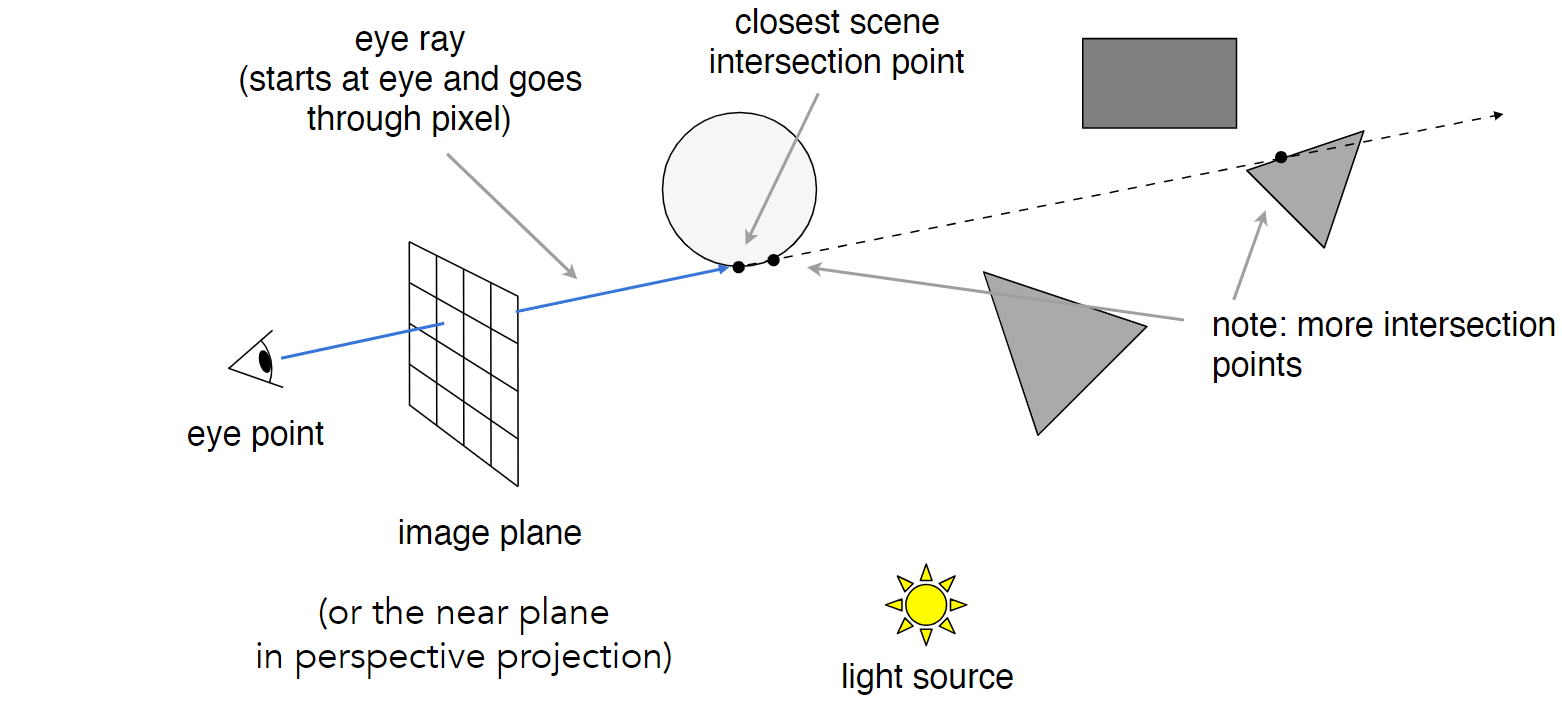 eye ray
(starts at eye and goes
through pixel)
closest scene
intersection point
note: more intersection
points
eye point
image plane
(or the near plane
in perspective projection)
light source